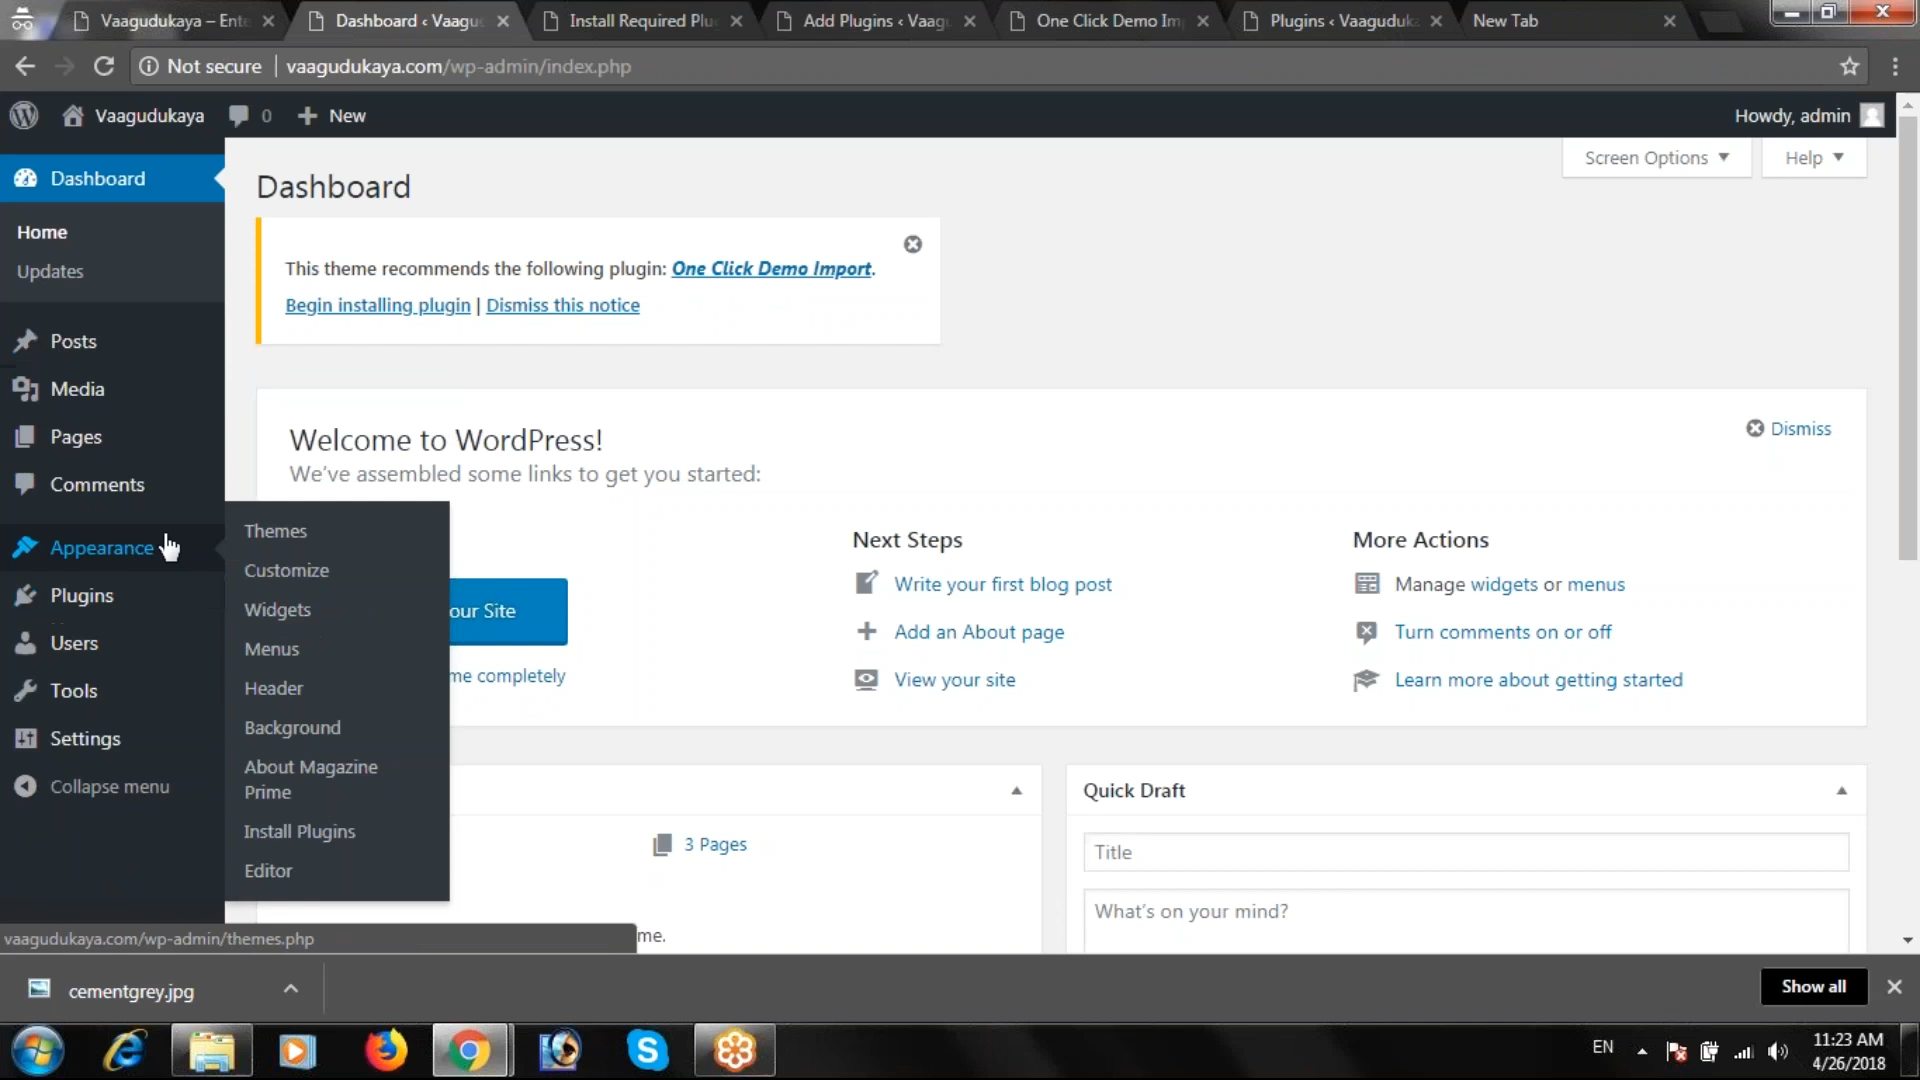 Vaagudukaya – Ente
Dashboard ‹ Vaagu
Install Required Plu
Add Plugins ‹ Vaag
One Click Demo Im
Plugins ‹ Vaaguduk
New Tab
Not secure | vaagudukaya.com/wp-admin/index.php
Vaagudukaya 0 + New
Howdy, admin
Screen Options ▼
Help ▼
Dashboard
Home
Updates
Posts
Media
Pages
Comments
Appearance
Plugins
Users
Tools
Settings
Collapse menu
Themes
Customize
Widgets
Menus
Header
Background
About Magazine
Prime
Install Plugins
Editor
Dashboard
This theme recommends the following plugin: One Click Demo Import.
Begin installing plugin | Dismiss this notice
Welcome to WordPress!
We've assembled some links to get you started:
Dismiss
our Site
me completely
Next Steps
Write your first blog post
Add an About page
View your site
More Actions
Manage widgets or menus
Turn comments on or off
Learn more about getting started
3 Pages
me.
Quick Draft
Title
What's on your mind?
vaagudukaya.com/wp-admin/themes.php
cementgrey.jpg
Show all
EN
11:23 AM
4/26/2018